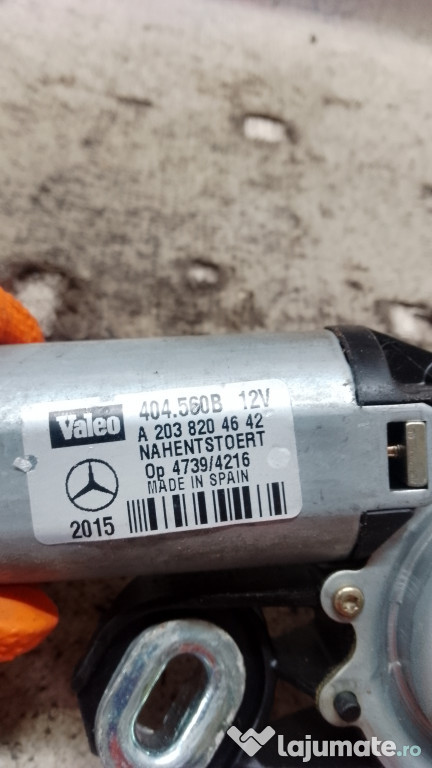 Valeo 404.560B 12V
A 203 820 46 42
NAHENTSTOERT
Op 4739/4216
MADE IN SPAIN
2015
lajumate.ro